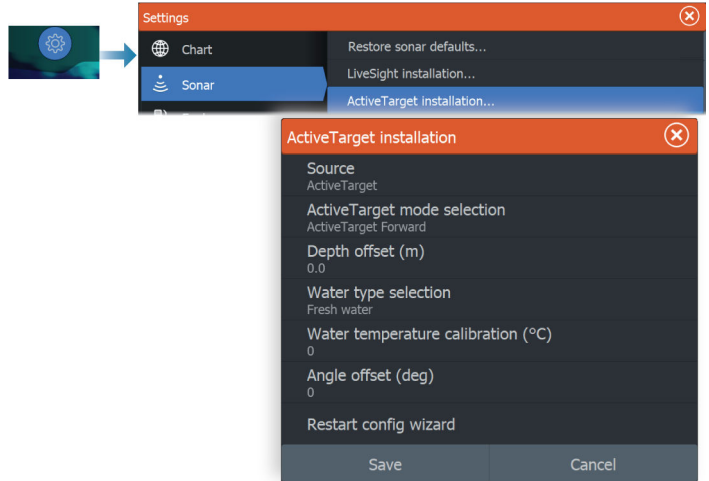 Settings
Chart
Restore sonar defaults...
LiveSight installation...
Sonar
ActiveTarget installation...
ActiveTarget installation
Source
ActiveTarget
ActiveTarget mode selection
ActiveTarget Forward
Depth offset (m)
0.0
Water type selection
Fresh water
Water temperature calibration (°C)
0
Angle offset (deg)
0
Restart config wizard
Save
Cancel